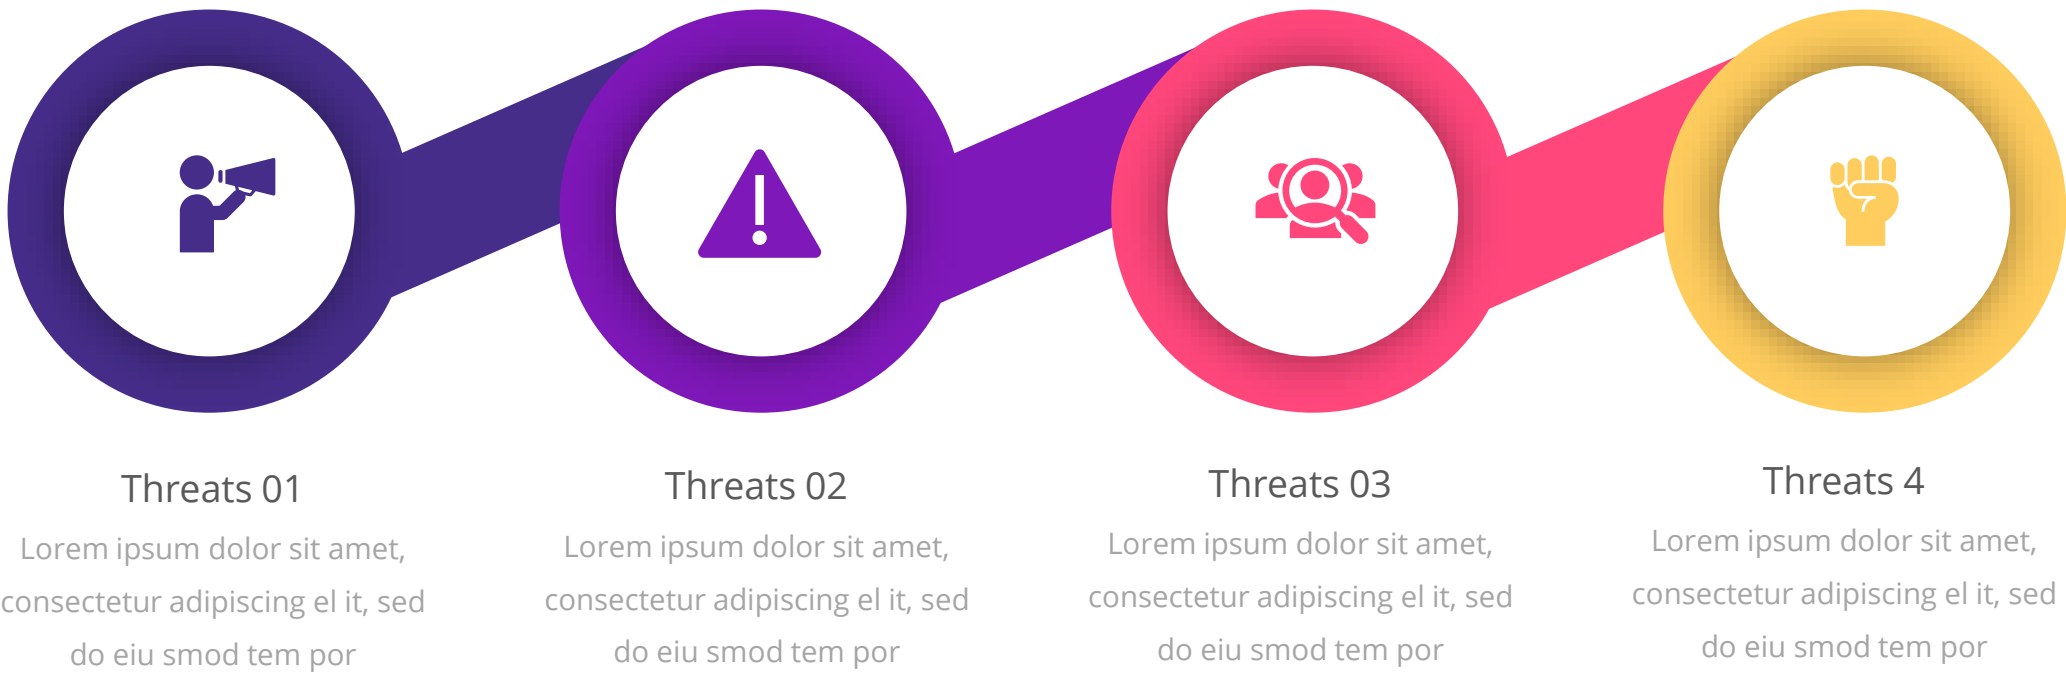 Threats 01
Lorem ipsum dolor sit amet,
consectetur adipiscing el it, sed
do eiu smod tem por
Threats 02
Lorem ipsum dolor sit amet,
consectetur adipiscing el it, sed
do eiu smod tem por
Threats 03
Lorem ipsum dolor sit amet,
consectetur adipiscing el it, sed
do eiu smod tem por
Threats 4
Lorem ipsum dolor sit amet,
consectetur adipiscing el it, sed
do eiu smod tem por